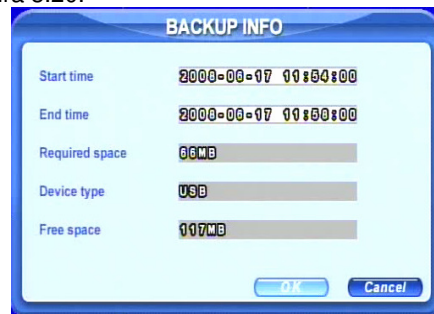 BACKUP INFO
Start time 2008-06-17 11:54:00
End time 2008-06-17 11:58:00
Required space 66MB
Device type USB
Free space 117MB
OK Cancel